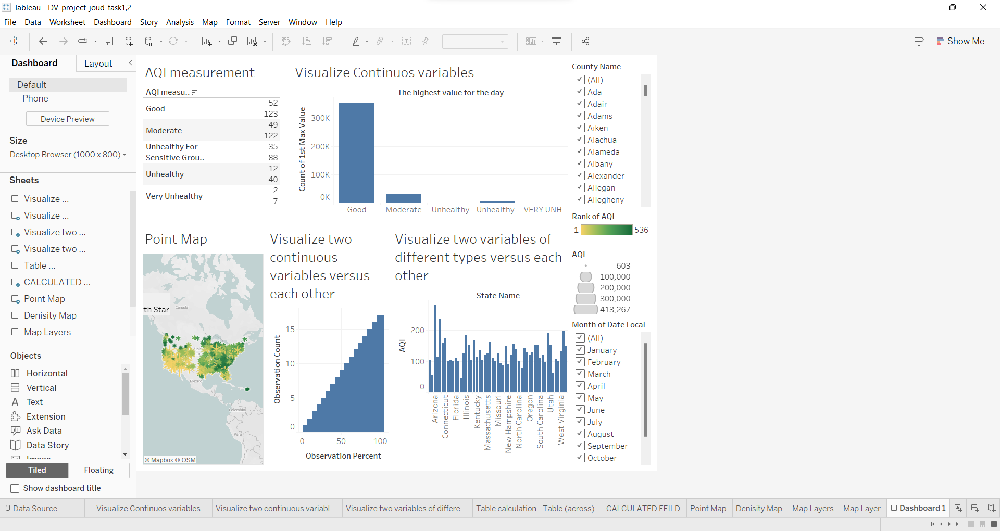 Tableau - DV_project_joud_task1,2
File Data Worksheet Dashboard Story Analysis Map Format Server Window Help
Show Me
Dashboard Layout
Default
Phone
Device Preview
Size
Desktop Browser (1000 x 800)
Sheets
Visualize ...
Visualize ...
Visualize two ...
Visualize two ...
Table ...
CALCULATED ...
Point Map
Denisity Map
Map Layers
Objects
Horizontal
Vertical
Text
Extension
Ask Data
Data Story
Image
Tiled Floating
Show dashboard title
AQI measurement
AQI measu..
Good 52
123
Moderate 49
122
Unhealthy For 35
Sensitive Grou.. 88
Unhealthy 12
40
Very Unhealthy 2
7
Visualize Continuos variables
The highest value for the day
Count of 1st Max Value
300K
200K
100K
0K
Good Moderate Unhealthy Unhealthy .. VERY UNH..
Point Map
th Star
Canada
Mexico
Colombia
Peru
© Mapbox © OSM
Visualize two
continuous
variables versus
each other
Observation Count
15
10
5
0
0 50 100
Observation Percent
Visualize two variables of
different types versus each
other
State Name
AQI
200
100
0
Arizona
Connecticut
Florida
Illinois
Kentucky
Massachusetts
Missouri
New Hampshire
North Carolina
Oregon
South Carolina
Utah
West Virginia
County Name
(All)
Ada
Adair
Adams
Aiken
Alachua
Alameda
Albany
Alexander
Allegan
Allegheny
Rank of AQI
1 536
AQI
603
100,000
200,000
300,000
413,267
Month of Date Local
(All)
January
February
March
April
May
June
July
August
September
October
Data Source Visualize Continuos variables Visualize two continuous variabl... Visualize two variables of differe... Table calculation - Table (across) CALCULATED FEILD Point Map Denisity Map Map Layers Map Layer Dashboard 1